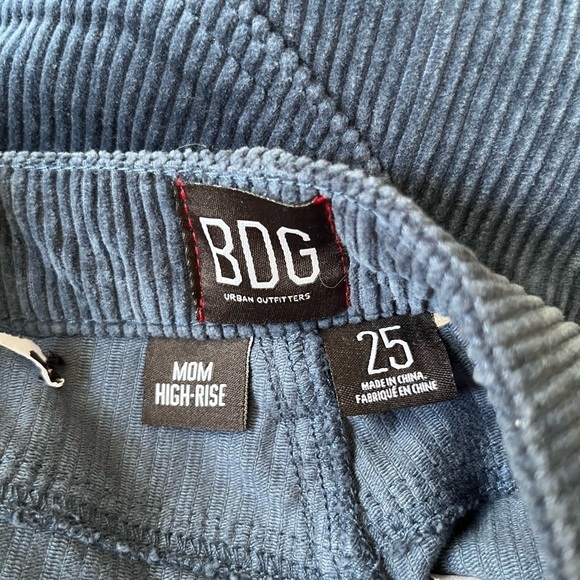 BDG
URBAN OUTFITTERS
MOM
HIGH-RISE
25
MADE IN CHINA.
FABRIQUÉ EN CHINE